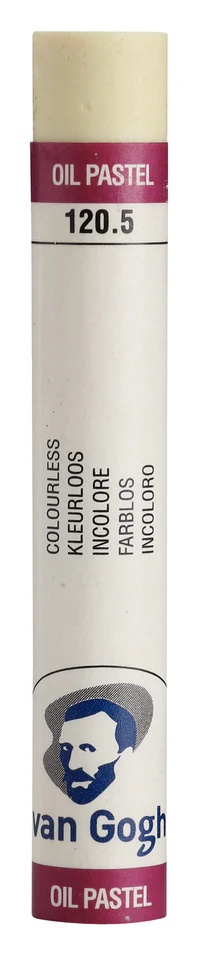 OIL PASTEL
120.5
COLOURLESS
KLEURLOOS
INCOLORE
FARBLOS
INCOLORO
van Gogh
OIL PASTEL